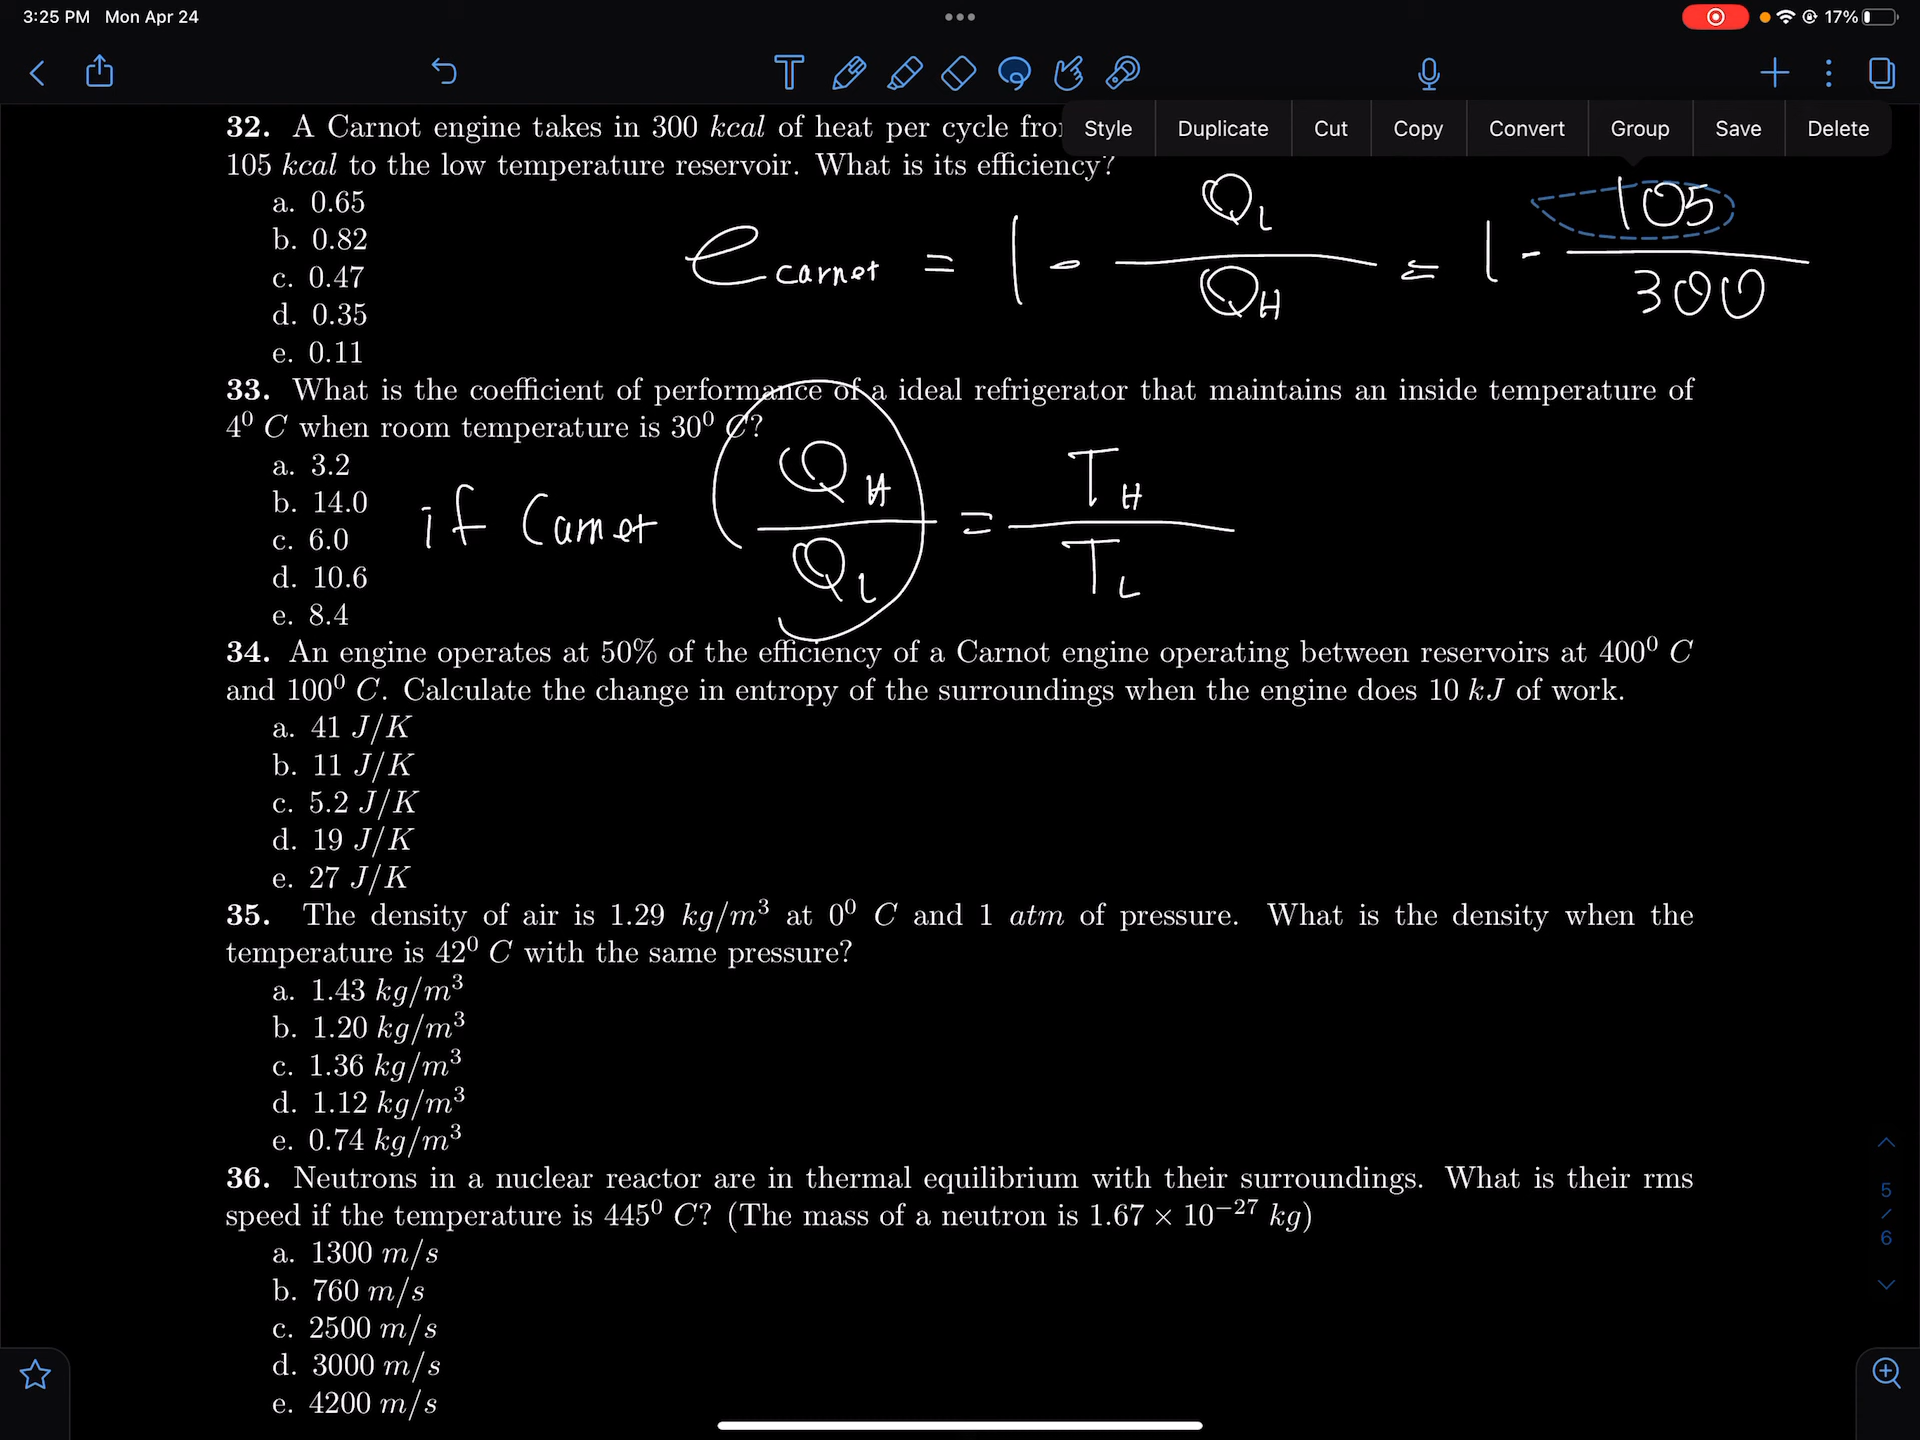 3:25 PM Mon Apr 24
17%
Style Duplicate Cut Copy Convert Group Save Delete
32. A Carnot engine takes in 300 kcal of heat per cycle
105 kcal to the low temperature reservoir. What is its efficiency?
a. 0.65
b. 0.82
c. 0.47
d. 0.35
e. 0.11
e carnot = 1 - Q_L / Q_H = 1 - 105 / 300
33. What is the coefficient of performance of a ideal refrigerator that maintains an inside temperature of
4⁰ C when room temperature is 30⁰ C?
a. 3.2
b. 14.0
c. 6.0
d. 10.6
e. 8.4
if Carnot Q_H / Q_L = T_H / T_L
34. An engine operates at 50% of the efficiency of a Carnot engine operating between reservoirs at 400⁰ C
and 100⁰ C. Calculate the change in entropy of the surroundings when the engine does 10 kJ of work.
a. 41 J/K
b. 11 J/K
c. 5.2 J/K
d. 19 J/K
e. 27 J/K
35. The density of air is 1.29 kg/m³ at 0⁰ C and 1 atm of pressure. What is the density when the
temperature is 42⁰ C with the same pressure?
a. 1.43 kg/m³
b. 1.20 kg/m³
c. 1.36 kg/m³
d. 1.12 kg/m³
e. 0.74 kg/m³
36. Neutrons in a nuclear reactor are in thermal equilibrium with their surroundings. What is their rms
speed if the temperature is 445⁰ C? (The mass of a neutron is 1.67 × 10⁻²⁷ kg)
a. 1300 m/s
b. 760 m/s
c. 2500 m/s
d. 3000 m/s
e. 4200 m/s
5
/
6